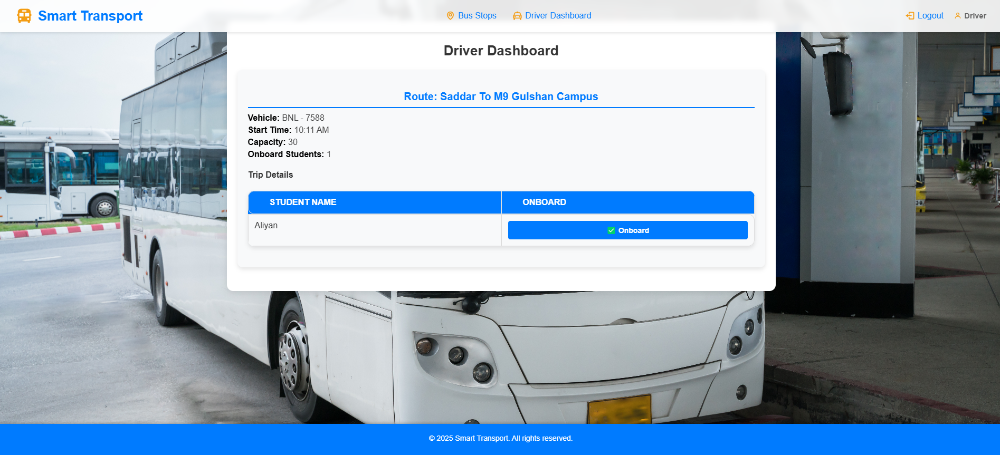 Smart Transport
Bus Stops
Driver Dashboard
Logout
Driver
Driver Dashboard
Route: Saddar To M9 Gulshan Campus
Vehicle: BNL - 7588
Start Time: 10:11 AM
Capacity: 30
Onboard Students: 1
Trip Details
STUDENT NAME
ONBOARD
Aliyan
✅ Onboard
© 2025 Smart Transport. All rights reserved.